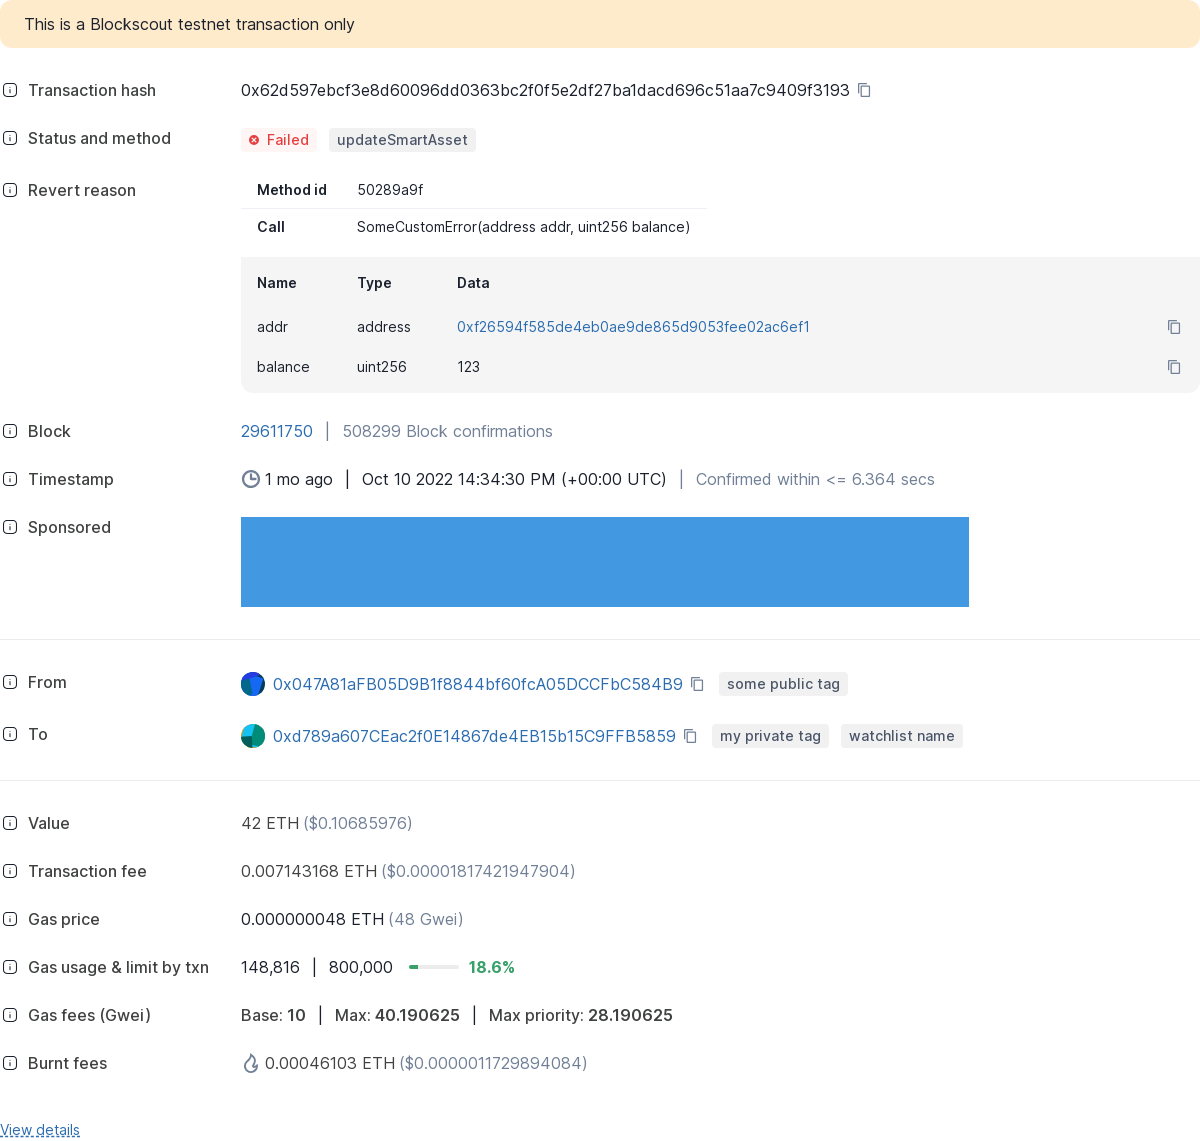 This is a Blockscout testnet transaction only
Transaction hash 0x62d597ebcf3e8d60096dd0363bc2f0f5e2df27ba1dacd696c51aa7c9409f3193
Status and method Failed updateSmartAsset
Revert reason Method id 50289a9f
Call SomeCustomError(address addr, uint256 balance)
Name Type Data
addr address 0xf26594f585de4eb0ae9de865d9053fee02ac6ef1
balance uint256 123
Block 29611750 | 508299 Block confirmations
Timestamp 1 mo ago | Oct 10 2022 14:34:30 PM (+00:00 UTC) | Confirmed within <= 6.364 secs
Sponsored
From 0x047A81aFB05D9B1f8844bf60fcA05DCCFbC584B9 some public tag
To 0xd789a607CEac2f0E14867de4EB15b15C9FFB5859 my private tag watchlist name
Value 42 ETH ($0.10685976)
Transaction fee 0.007143168 ETH ($0.00001817421947904)
Gas price 0.000000048 ETH (48 Gwei)
Gas usage & limit by txn 148,816 | 800,000 18.6%
Gas fees (Gwei) Base: 10 | Max: 40.190625 | Max priority: 28.190625
Burnt fees 0.00046103 ETH ($0.0000011729894084)
View details